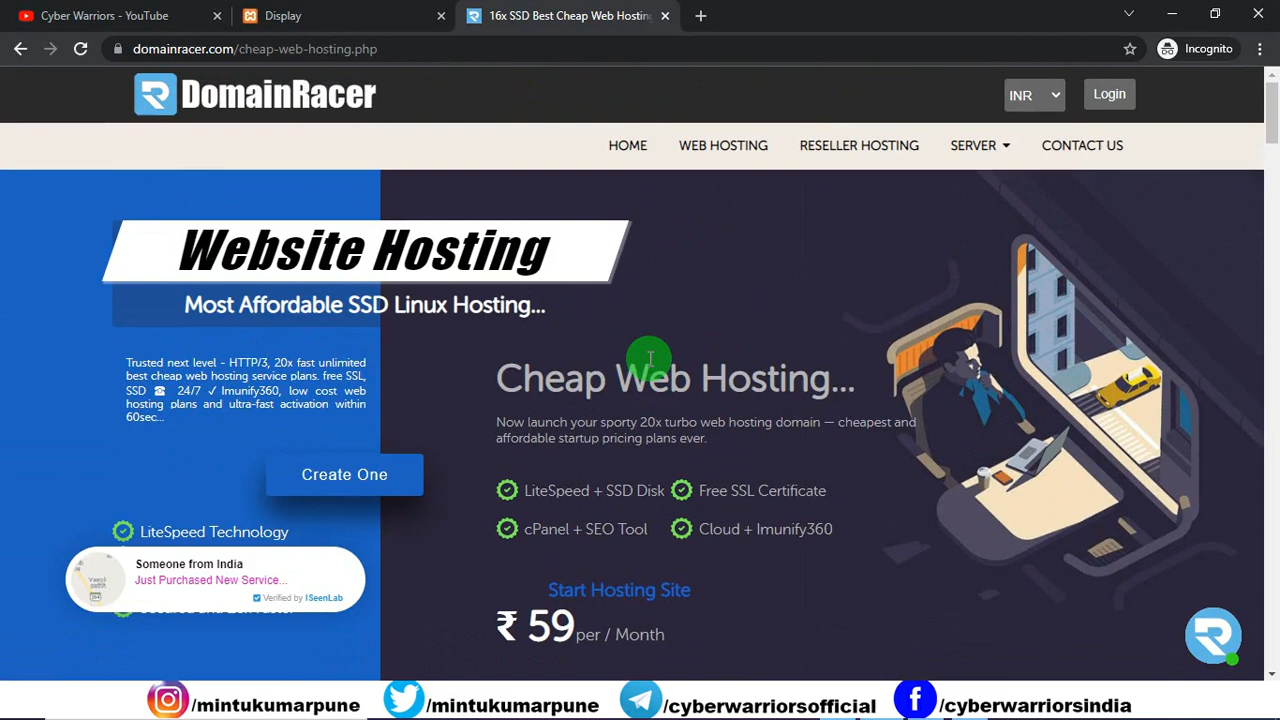 Cyber Warriors - YouTube
Display
16x SSD Best Cheap Web Hosting
domainracer.com/cheap-web-hosting.php
Incognito
DomainRacer
INR
Login
HOME
WEB HOSTING
RESELLER HOSTING
SERVER
CONTACT US
Website Hosting
Most Affordable SSD Linux Hosting...
Trusted next level - HTTP/3, 20x fast unlimited
best cheap web hosting service plans. free SSL,
SSD ☎ 24/7 ✓ Imunify360, low cost web
hosting plans and ultra-fast activation within
60sec...
Create One
LiteSpeed Technology
Someone from India
Just Purchased New Service...
Verified by ISeenLab
Cheap Web Hosting...
Now launch your sporty 20x turbo web hosting domain — cheapest and
affordable startup pricing plans ever.
LiteSpeed + SSD Disk
Free SSL Certificate
cPanel + SEO Tool
Cloud + Imunify360
Start Hosting Site
₹ 59 per / Month
/mintukumarpune
/mintukumarpune
/cyberwarriorsofficial
/cyberwarriorsindia